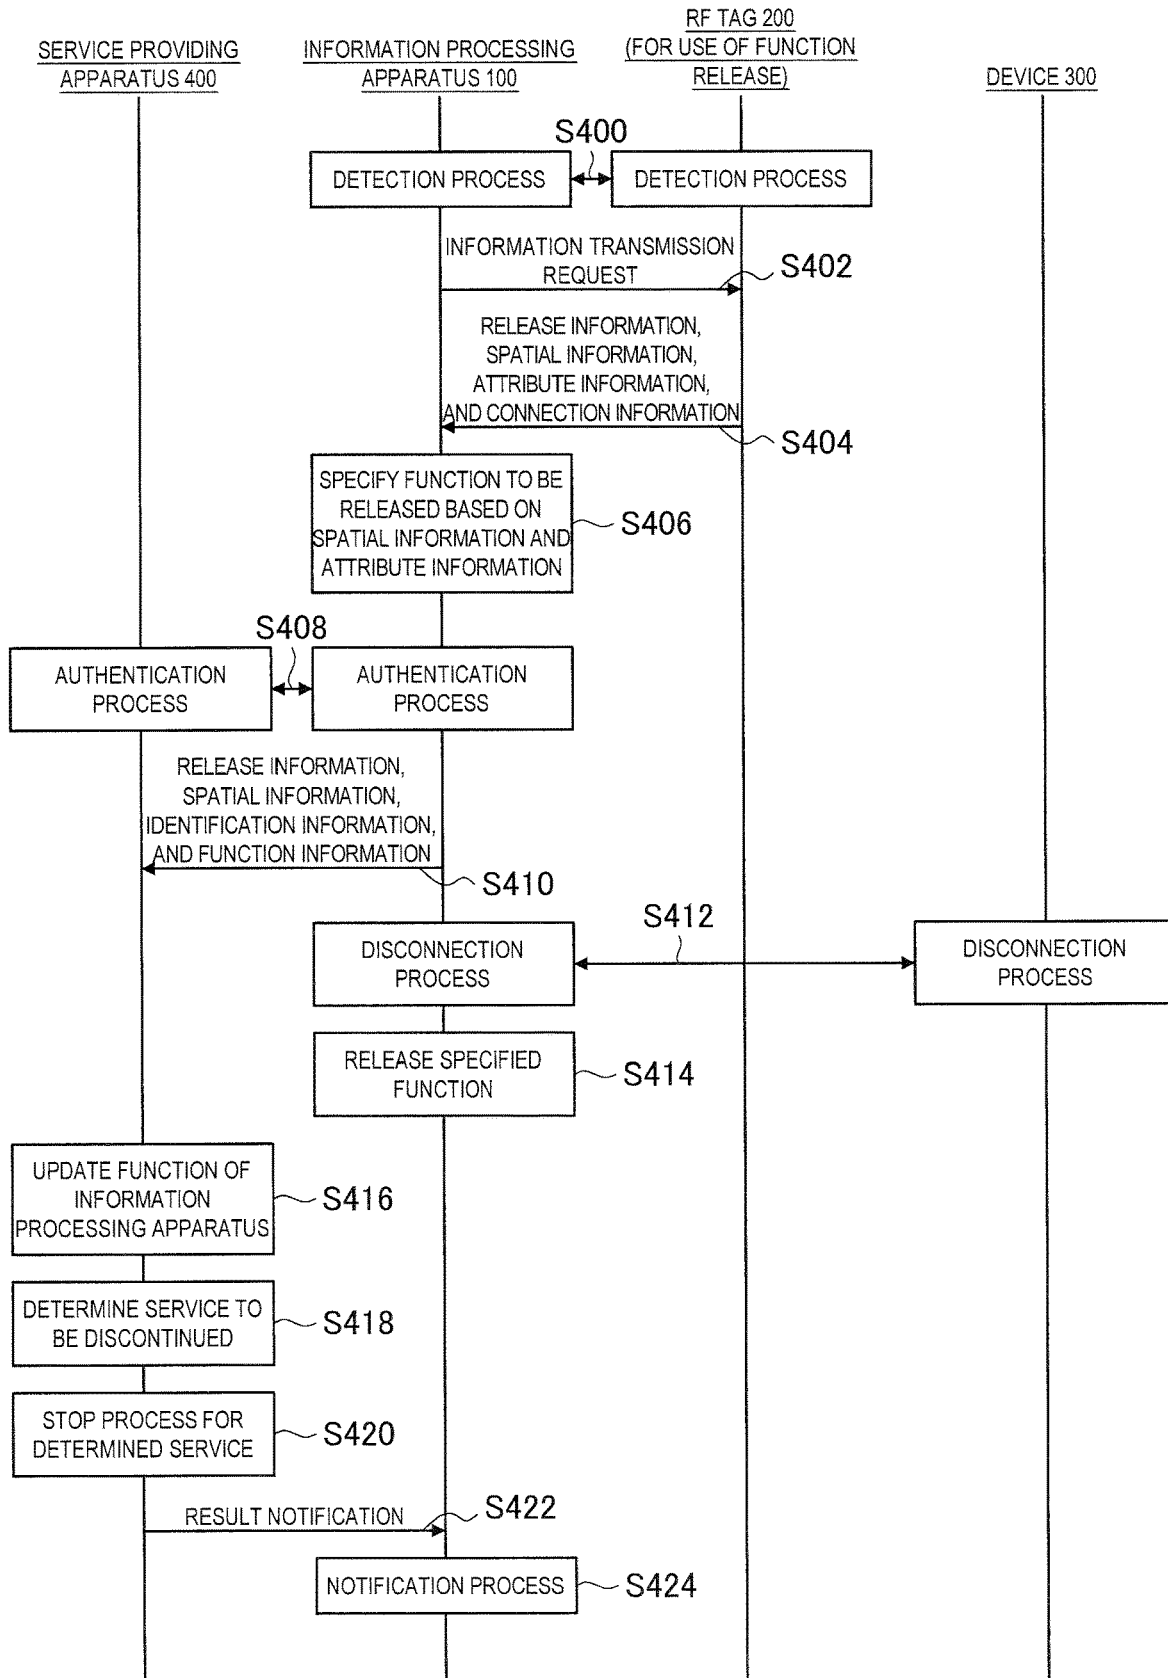 SERVICE PROVIDING
APPARATUS 400
INFORMATION PROCESSING
APPARATUS 100
RF TAG 200
(FOR USE OF FUNCTION
RELEASE)
DEVICE 300
S400
DETECTION PROCESS
DETECTION PROCESS
INFORMATION TRANSMISSION
REQUEST
S402
RELEASE INFORMATION,
SPATIAL INFORMATION,
ATTRIBUTE INFORMATION,
AND CONNECTION INFORMATION
S404
SPECIFY FUNCTION TO BE
RELEASED BASED ON
SPATIAL INFORMATION AND
ATTRIBUTE INFORMATION
S406
S408
AUTHENTICATION
PROCESS
AUTHENTICATION
PROCESS
RELEASE INFORMATION,
SPATIAL INFORMATION,
IDENTIFICATION INFORMATION,
AND FUNCTION INFORMATION
S410
S412
DISCONNECTION
PROCESS
DISCONNECTION
PROCESS
RELEASE SPECIFIED
FUNCTION
S414
UPDATE FUNCTION OF
INFORMATION
PROCESSING APPARATUS
S416
DETERMINE SERVICE TO
BE DISCONTINUED
S418
STOP PROCESS FOR
DETERMINED SERVICE
S420
RESULT NOTIFICATION
S422
NOTIFICATION PROCESS
S424